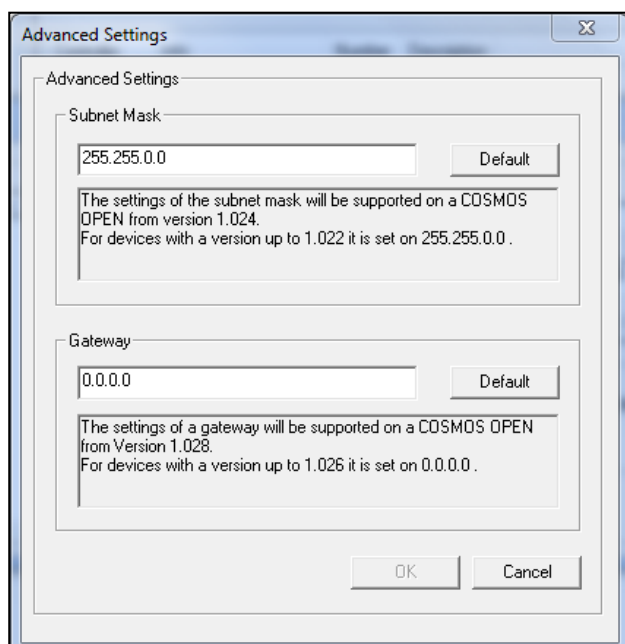 Advanced Settings
Advanced Settings
Subnet Mask
255.255.0.0
Default
The settings of the subnet mask will be supported on a COSMOS
OPEN from version 1.024.
For devices with a version up to 1.022 it is set on 255.255.0.0 .
Gateway
0.0.0.0
Default
The settings of a gateway will be supported on a COSMOS OPEN
from Version 1.028.
For devices with a version up to 1.026 it is set on 0.0.0.0 .
OK
Cancel